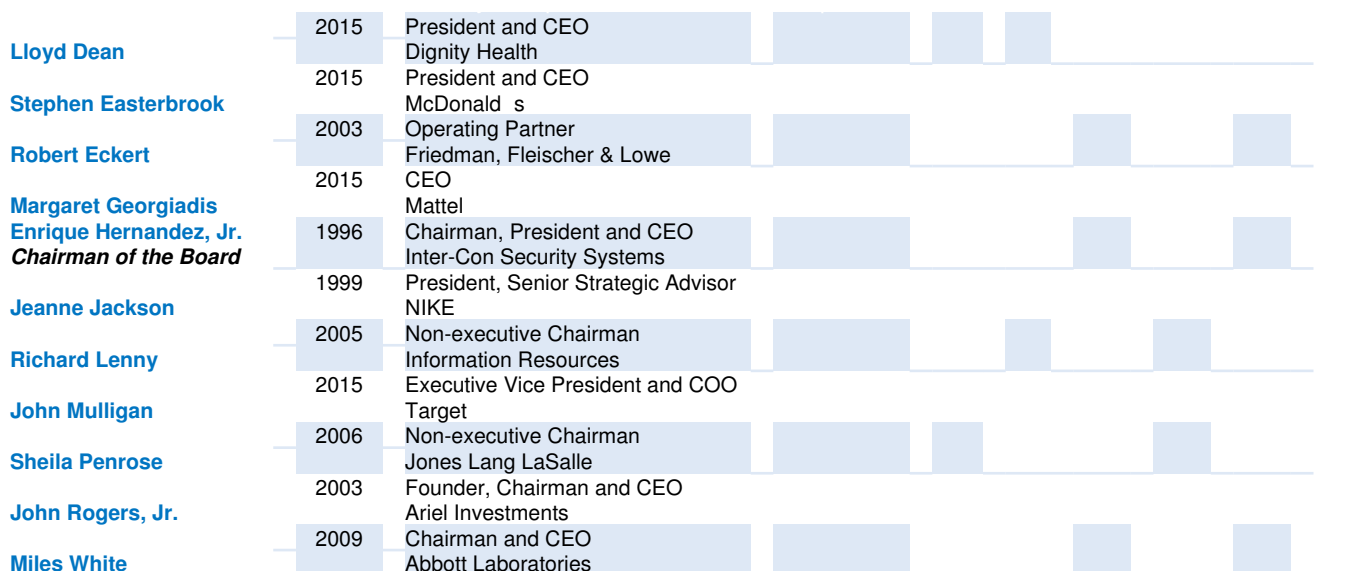 2015 President and CEO
Lloyd Dean Dignity Health
2015 President and CEO
Stephen Easterbrook McDonald s
2003 Operating Partner
Robert Eckert Friedman, Fleischer & Lowe
2015 CEO
Margaret Georgiadis Mattel
Enrique Hernandez, Jr. 1996 Chairman, President and CEO
Chairman of the Board Inter-Con Security Systems
1999 President, Senior Strategic Advisor
Jeanne Jackson NIKE
2005 Non-executive Chairman
Richard Lenny Information Resources
2015 Executive Vice President and COO
John Mulligan Target
2006 Non-executive Chairman
Sheila Penrose Jones Lang LaSalle
2003 Founder, Chairman and CEO
John Rogers, Jr. Ariel Investments
2009 Chairman and CEO
Miles White Abbott Laboratories